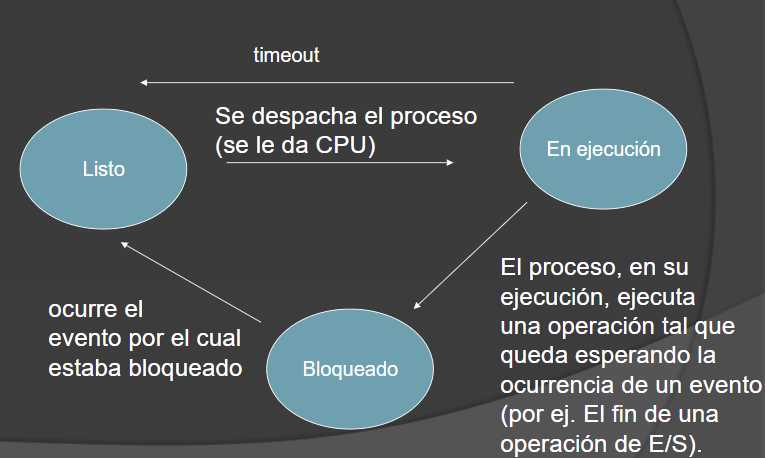 timeout
Se despacha el proceso
(se le da CPU)
Listo
En ejecución
ocurre el
evento por el cual
estaba bloqueado
Bloqueado
El proceso, en su
ejecución, ejecuta
una operación tal que
queda esperando la
ocurrencia de un evento
(por ej. El fin de una
operación de E/S).